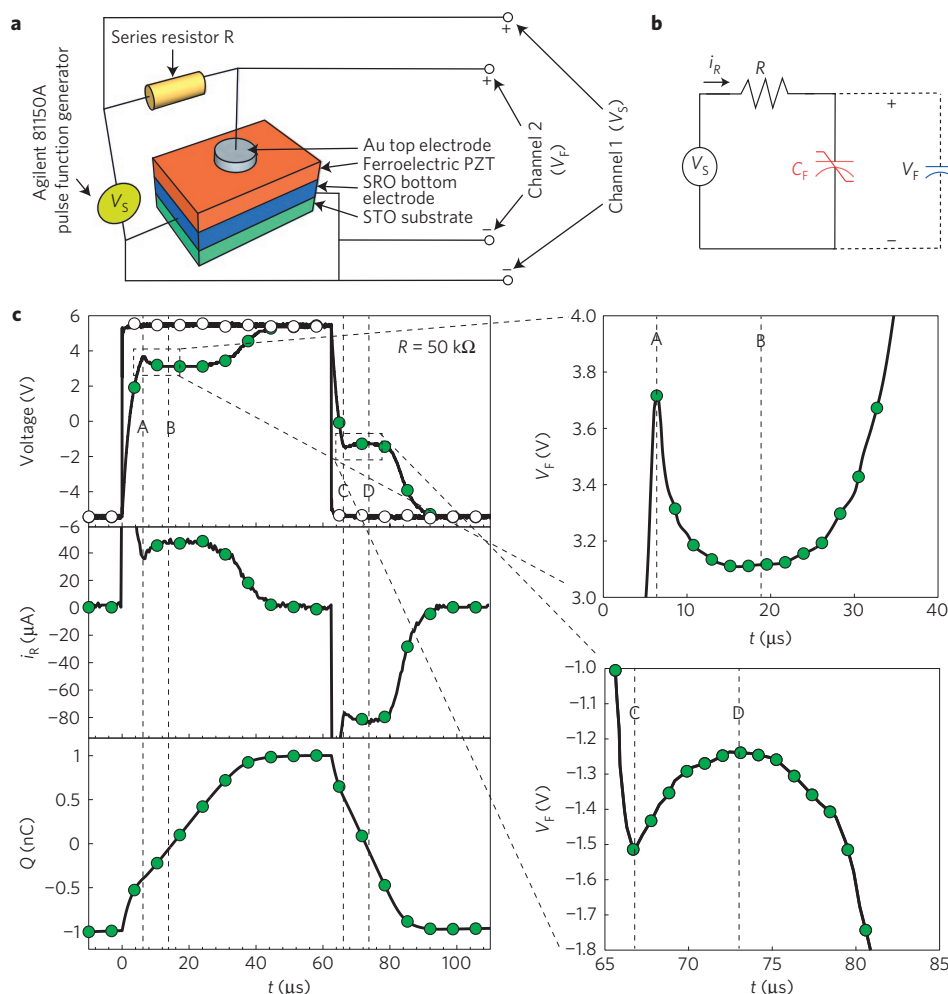 a
Series resistor R
Agilent 81150A
pulse function generator
V_S
Au top electrode
Ferroelectric PZT
SRO bottom
electrode
STO substrate
+
+
−
−
Channel 2
(V_F)
Channel 1 (V_S)
b
i_R
R
V_S
C_F
+
V_F
−
c
R = 50 kΩ
Voltage (V)
6
4
2
0
−2
−4
−6
A
B
C
D
i_R (μA)
40
20
0
−20
−40
−60
−80
Q (nC)
1
0.5
0
−0.5
−1
0
20
40
60
80
100
t (μs)
V_F (V)
4.0
3.8
3.6
3.4
3.2
3.0
A
B
0
10
20
30
40
t (μs)
V_F (V)
−1.0
−1.1
−1.2
−1.3
−1.4
−1.5
−1.6
−1.7
−1.8
C
D
65
70
75
80
85
t (μs)